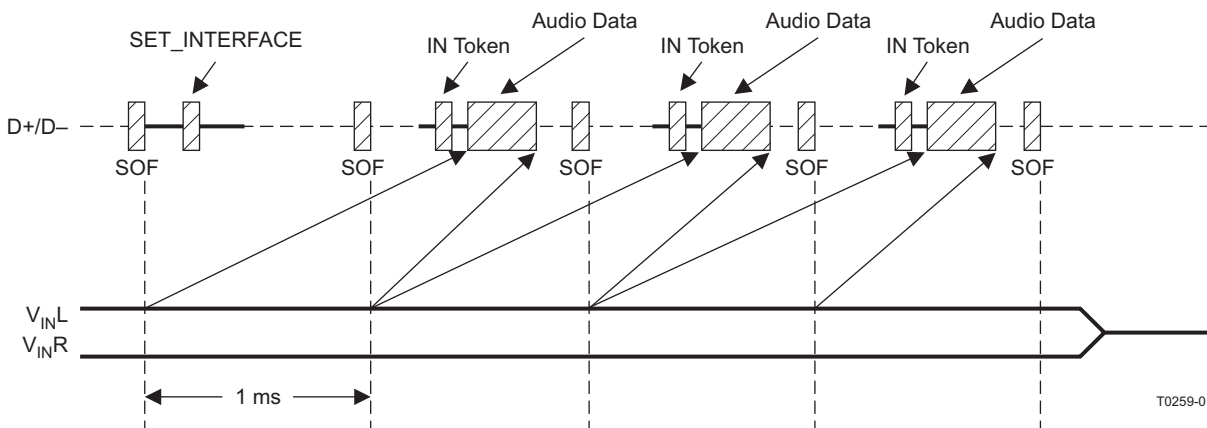 SET_INTERFACE
IN Token
Audio Data
IN Token
Audio Data
IN Token
Audio Data
D+/D–
SOF
SOF
SOF
SOF
SOF
VINL
VINR
1 ms
T0259-0